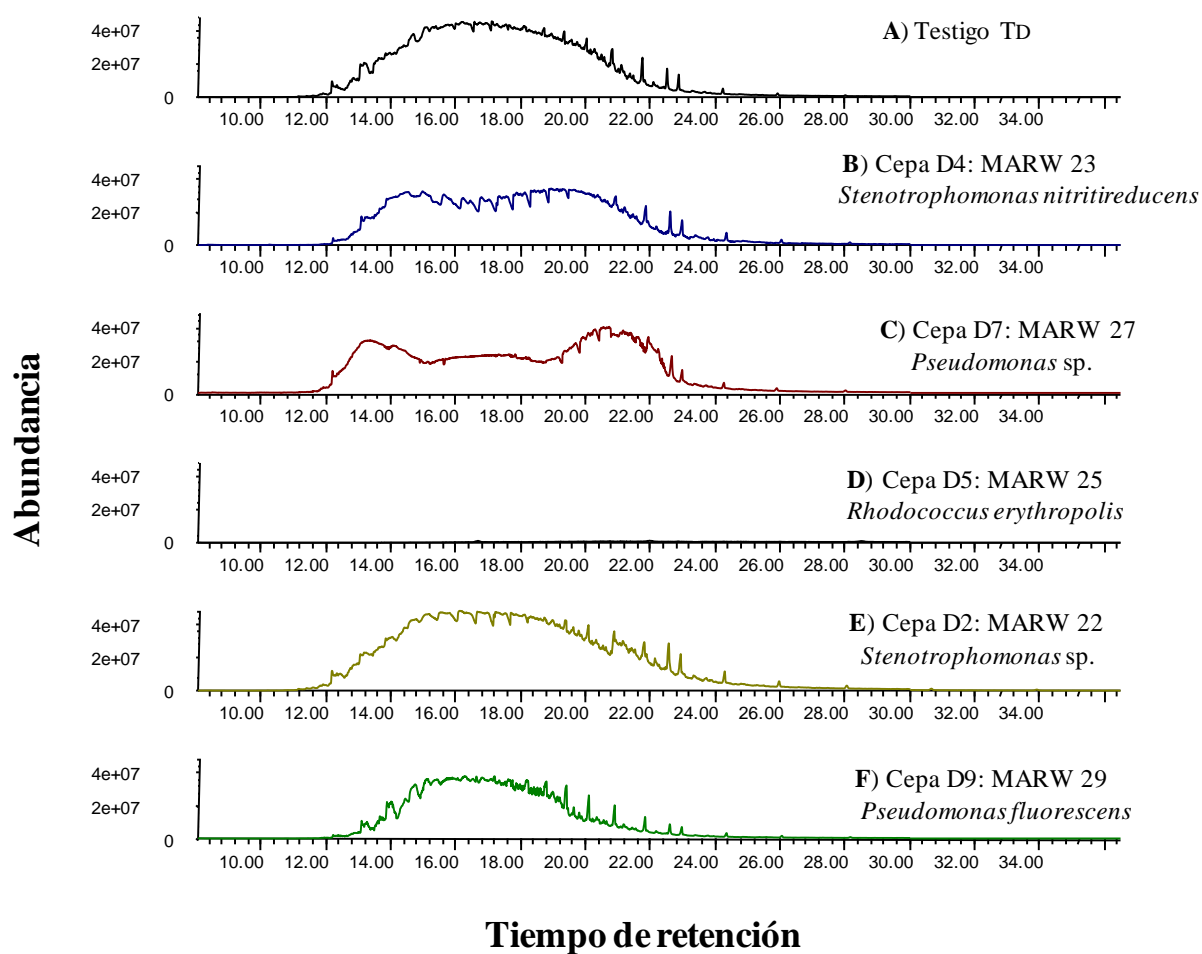 4e+07
2e+07
0
10.00 12.00 14.00 16.00 18.00 20.00 22.00 24.00 26.00 28.00 30.00 32.00 34.00
A) Testigo TD
4e+07
2e+07
0
10.00 12.00 14.00 16.00 18.00 20.00 22.00 24.00 26.00 28.00 30.00 32.00 34.00
B) Cepa D4: MARW 23
Stenotrophomonas nitritireducens
4e+07
2e+07
0
10.00 12.00 14.00 16.00 18.00 20.00 22.00 24.00 26.00 28.00 30.00 32.00 34.00
C) Cepa D7: MARW 27
Pseudomonas sp.
4e+07
2e+07
0
10.00 12.00 14.00 16.00 18.00 20.00 22.00 24.00 26.00 28.00 30.00 32.00 34.00
D) Cepa D5: MARW 25
Rhodococcus erythropolis
4e+07
2e+07
0
10.00 12.00 14.00 16.00 18.00 20.00 22.00 24.00 26.00 28.00 30.00 32.00 34.00
E) Cepa D2: MARW 22
Stenotrophomonas sp.
4e+07
2e+07
0
10.00 12.00 14.00 16.00 18.00 20.00 22.00 24.00 26.00 28.00 30.00 32.00 34.00
F) Cepa D9: MARW 29
Pseudomonas fluorescens
Abundancia
Tiempo de retención